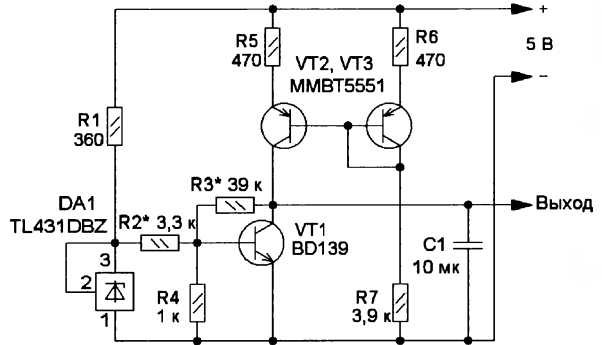 +
5 В
–
R5
470
R6
470
VT2, VT3
MMBT5551
R1
360
R3* 39 к
Выход
DA1
TL431DBZ
R2* 3,3 к
VT1
BD139
C1
10 мк
3
2
1
R4
1 к
R7
3,9 к